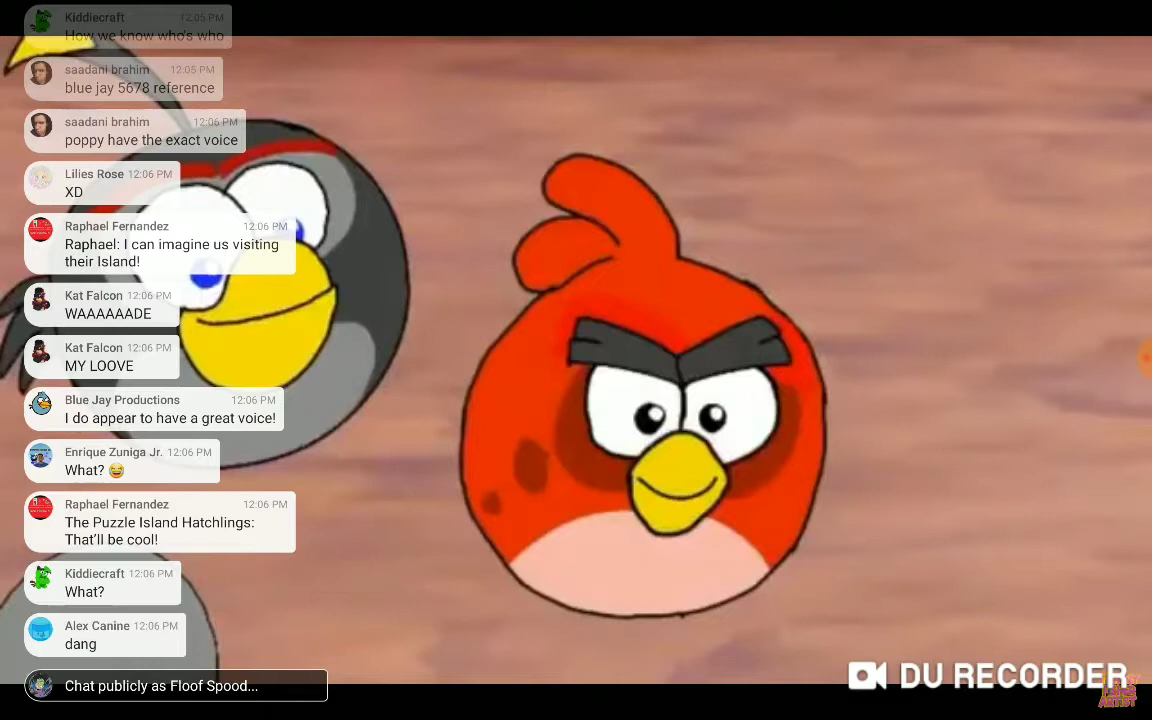 Kiddiecraft 12:05 PM
How we know who's who
saadani brahim 12:05 PM
blue jay 5678 reference
saadani brahim 12:06 PM
poppy have the exact voice
Lilies Rose 12:06 PM
XD
Raphael Fernandez 12:06 PM
Raphael: I can imagine us visiting
their Island!
Kat Falcon 12:06 PM
WAAAAAADE
Kat Falcon 12:06 PM
MY LOOVE
Blue Jay Productions 12:06 PM
I do appear to have a great voice!
Enrique Zuniga Jr. 12:06 PM
What? 😂
Raphael Fernandez 12:06 PM
The Puzzle Island Hatchlings:
That'll be cool!
Kiddiecraft 12:06 PM
What?
Alex Canine 12:06 PM
dang
Chat publicly as Floof Spood...
DU RECORDER
ARTIST